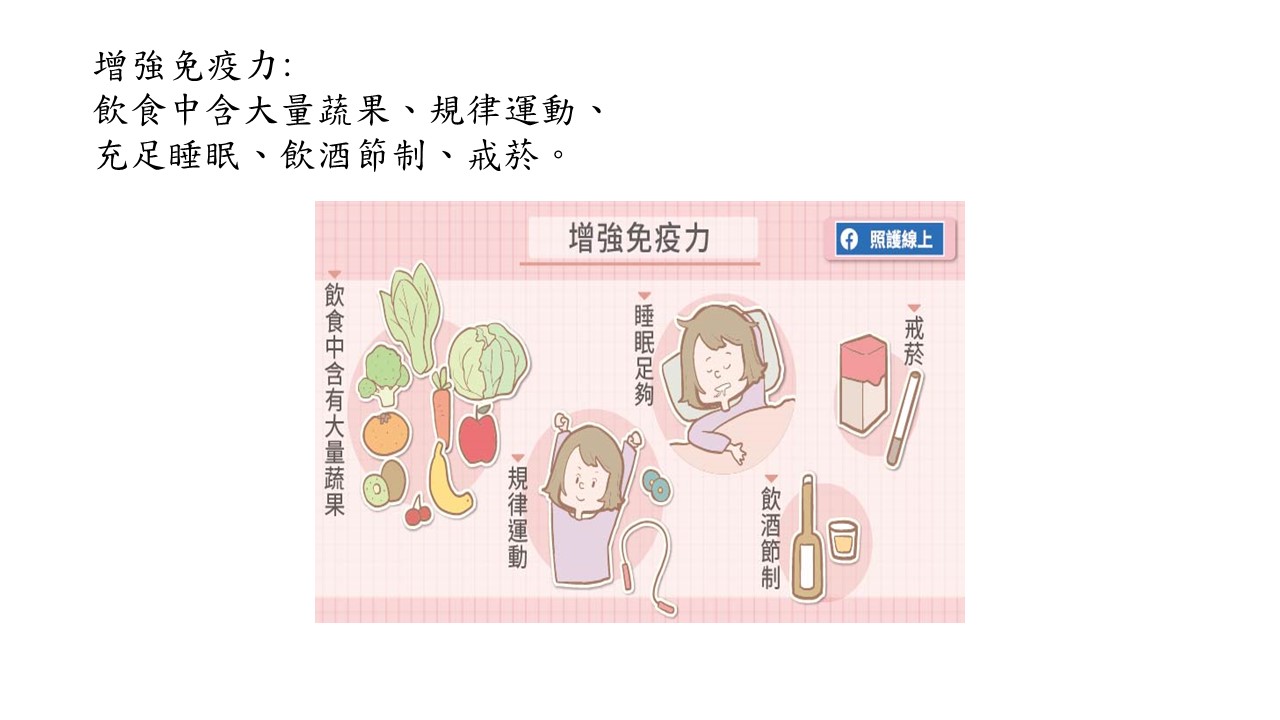 增強免疫力:
飲食中含大量蔬果、規律運動、
充足睡眠、飲酒節制、戒菸。
增強免疫力
照護線上
飲食中含有大量蔬果
規律運動
睡眠足夠
飲酒節制
戒菸